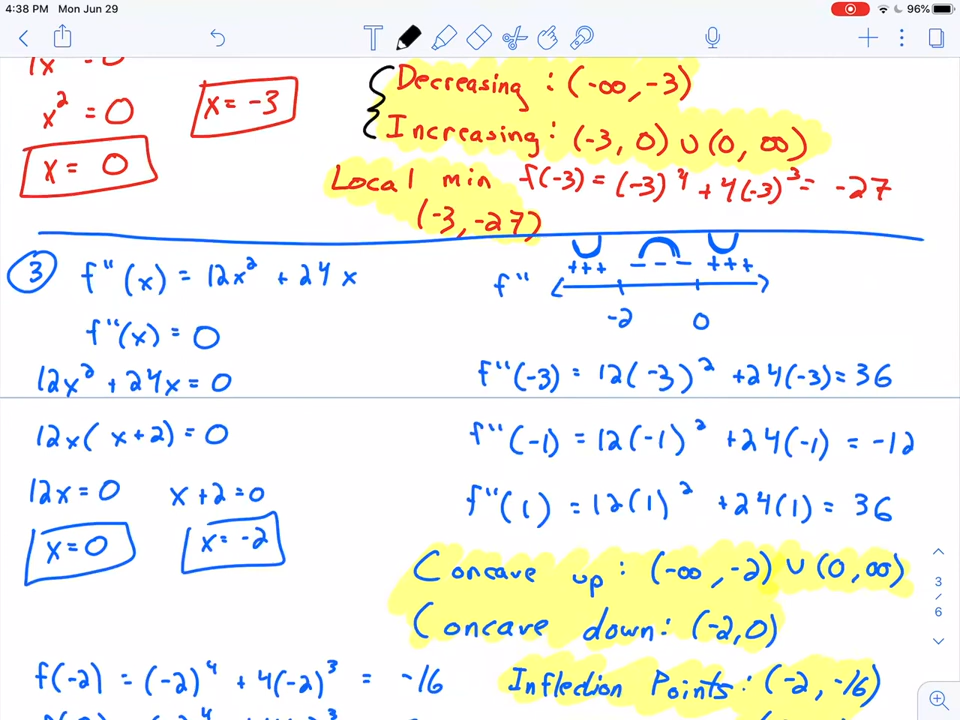 4:38 PM Mon Jun 29
96%
x² = 0
x = 0
x = -3
Decreasing : (-∞, -3)
Increasing : (-3, 0) ∪ (0, ∞)
Local min f(-3) = (-3)⁴ + 4(-3)³ = -27
(-3, -27)
③ f''(x) = 12x² + 24x
f''(x) = 0
12x² + 24x = 0
12x(x+2) = 0
12x = 0 x + 2 = 0
x = 0 x = -2
f'' +++ - - - +++
-2 0
f''(-3) = 12(-3)² + 24(-3) = 36
f''(-1) = 12(-1)² + 24(-1) = -12
f''(1) = 12(1)² + 24(1) = 36
Concave up : (-∞, -2) ∪ (0, ∞)
Concave down : (-2, 0)
f(-2) = (-2)⁴ + 4(-2)³ = -16
Inflection Points : (-2, -16)
3
/
6